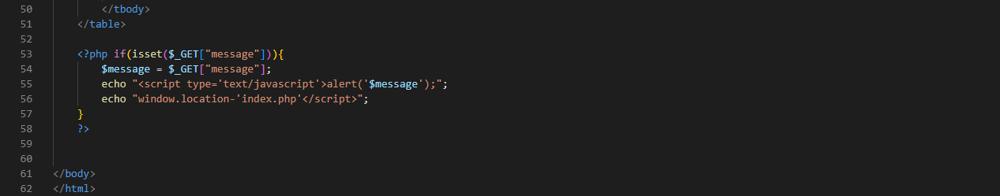 50 </tbody>
51 </table>
52
53 <?php if(isset($_GET["message"])){
54 $message = $_GET["message"];
55 echo "<script type='text/javascript'>alert('$message');";
56 echo "window.location-'index.php'</script>";
57 }
58 ?>
59
60
61 </body>
62 </html>